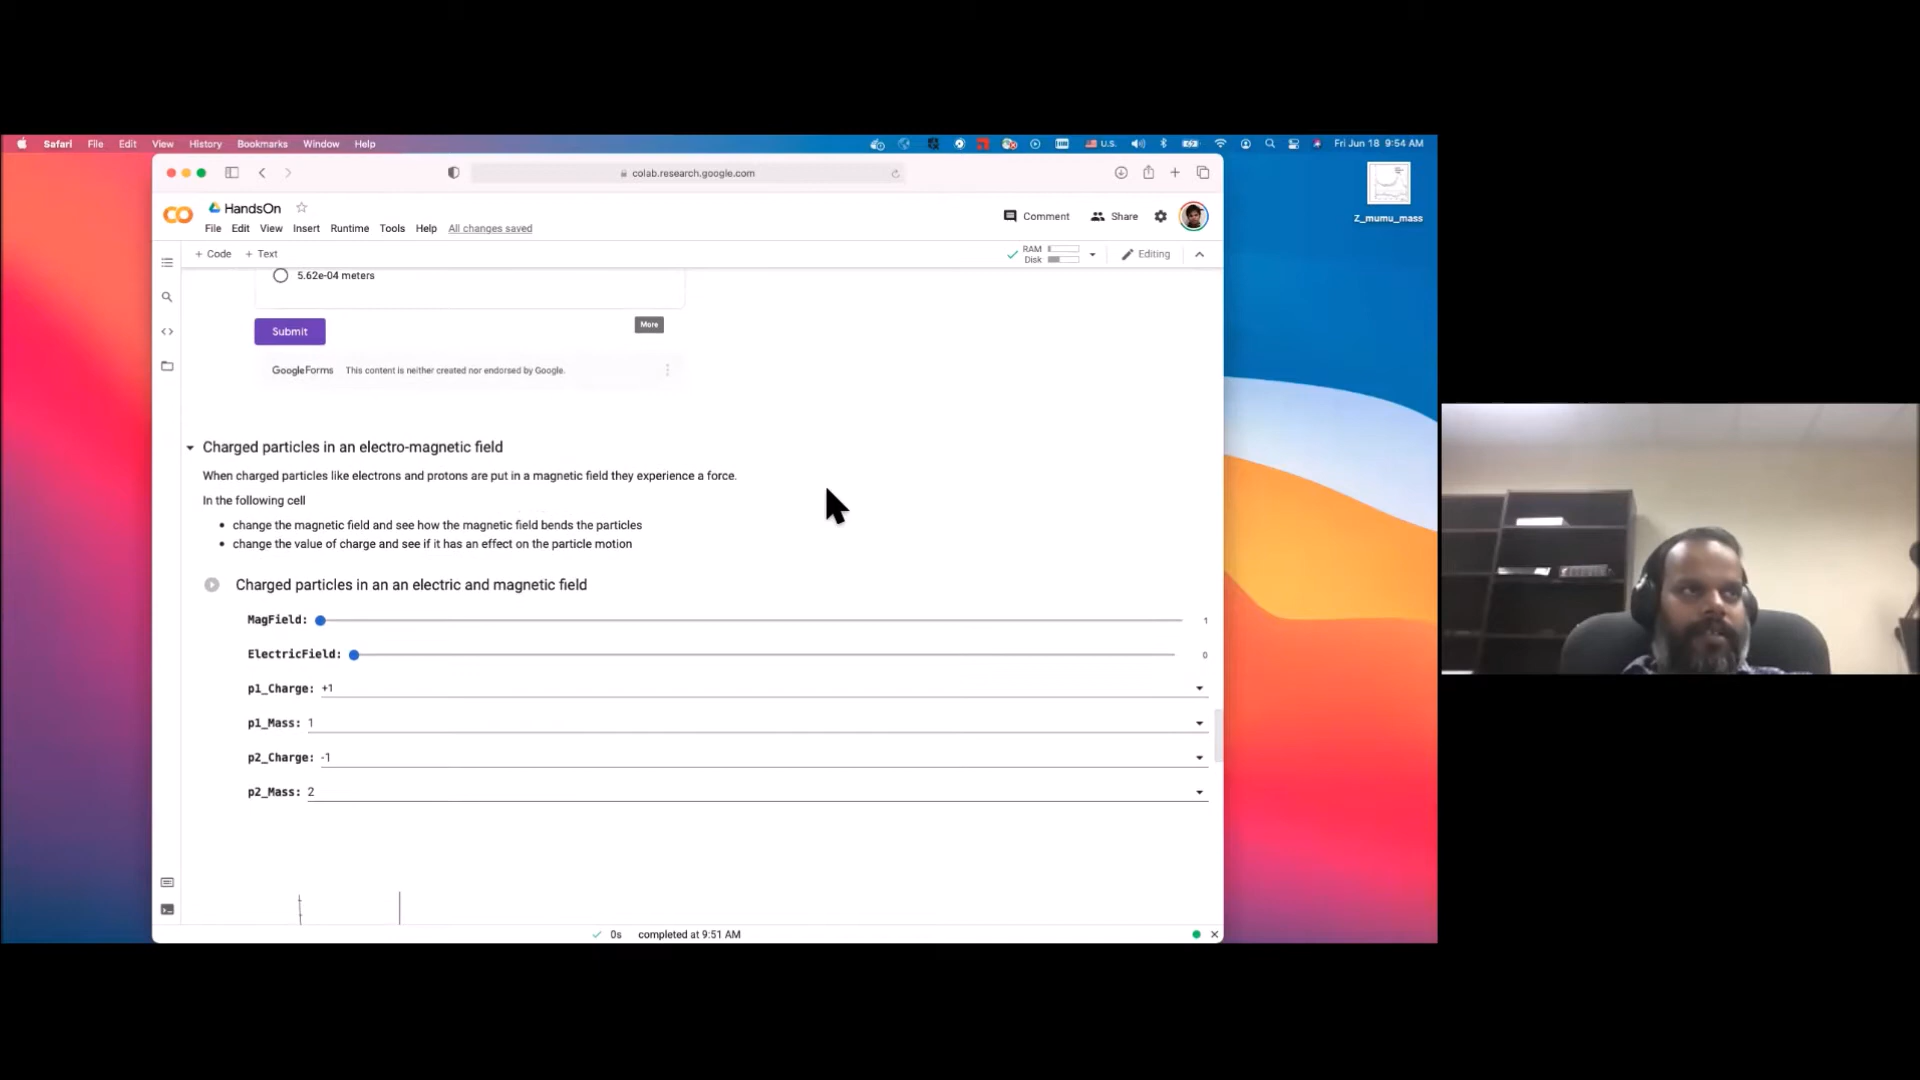 Safari File Edit View History Bookmarks Window Help
U.S. Fri Jun 18 9:54 AM
colab.research.google.com
Z_mumu_mass
HandsOn
Comment Share
File Edit View Insert Runtime Tools Help All changes saved
+ Code + Text
RAM
Disk
Editing
5.62e-04 meters
Submit
More
Google Forms This content is neither created nor endorsed by Google.
Charged particles in an electro-magnetic field
When charged particles like electrons and protons are put in a magnetic field they experience a force.
In the following cell
• change the magnetic field and see how the magnetic field bends the particles
• change the value of charge and see if it has an effect on the particle motion
Charged particles in an an electric and magnetic field
MagField: 1
ElectricField: 0
p1_Charge: +1
p1_Mass: 1
p2_Charge: -1
p2_Mass: 2
0s completed at 9:51 AM